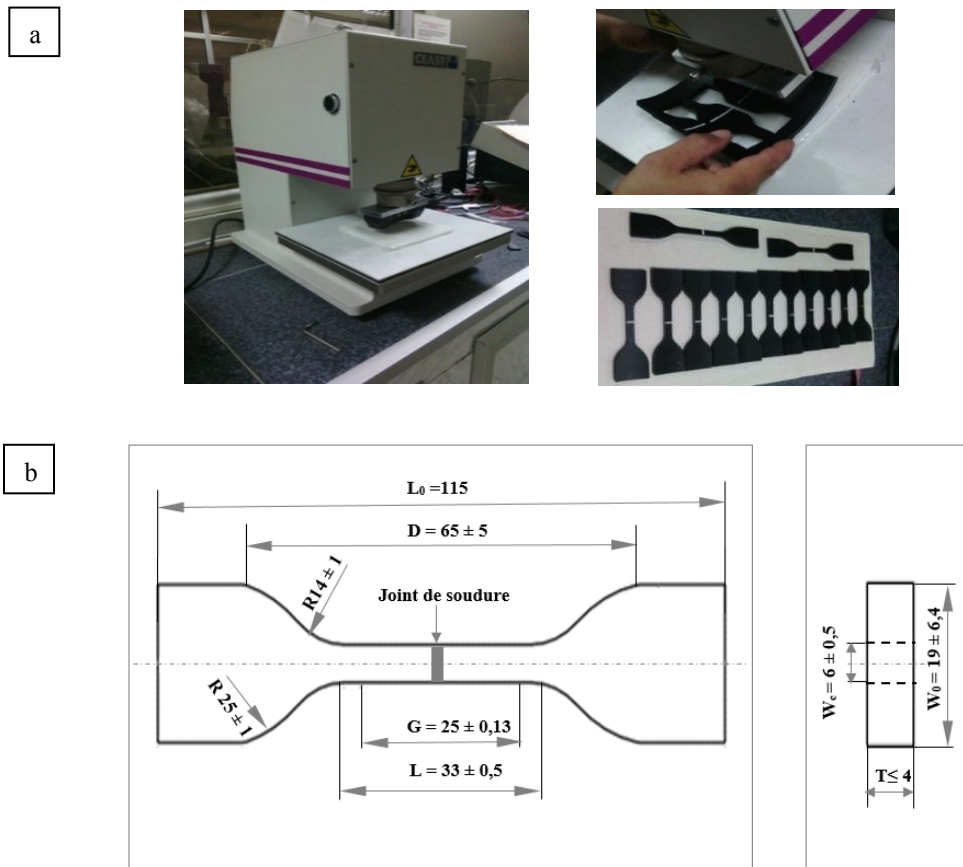 a
CEAST
b
L₀ =115
D = 65 ± 5
R14 ± 1
Joint de soudure
R 25 ± 1
G = 25 ± 0,13
L = 33 ± 0,5
Wc = 6 ± 0,5
W₀ = 19 ± 6,4
T≤ 4